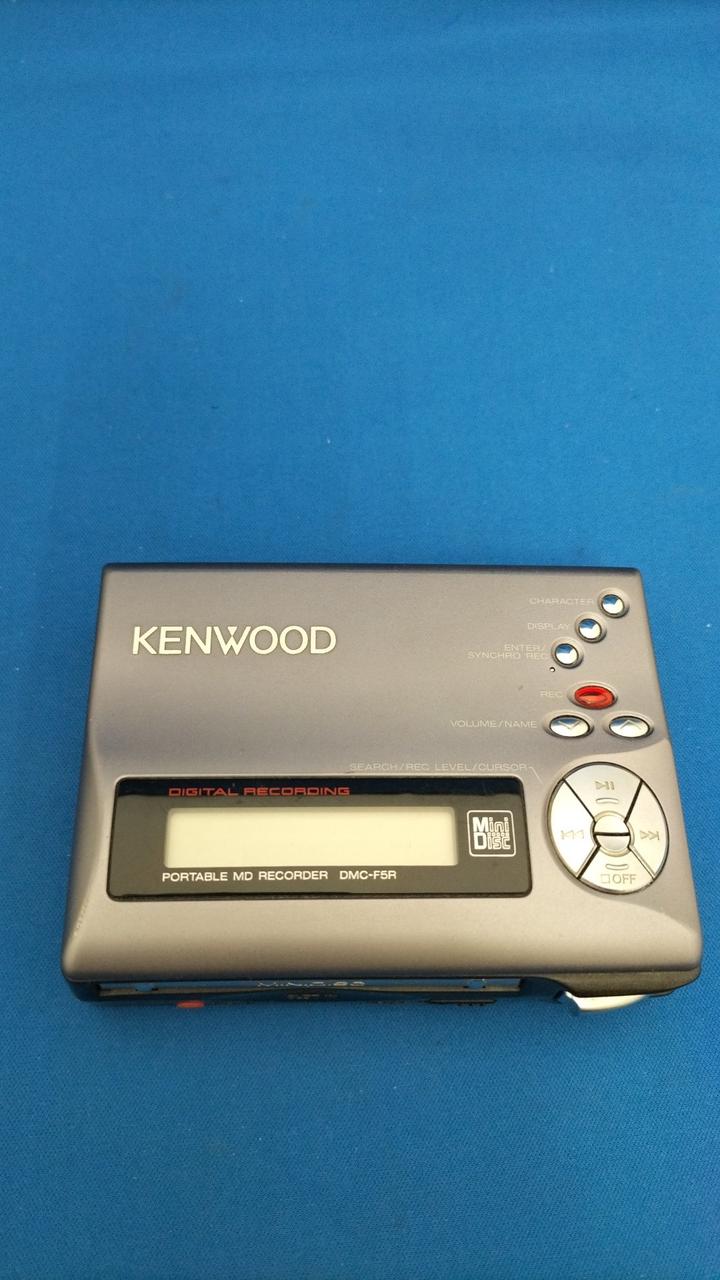 KENWOOD
CHARACTER
DISPLAY
ENTER/
SYNCHRO REC
REC
VOLUME/NAME
SEARCH/REC LEVEL/CURSOR
DIGITAL RECORDING
Mini
Disc
PORTABLE MD RECORDER DMC-F5R
OFF